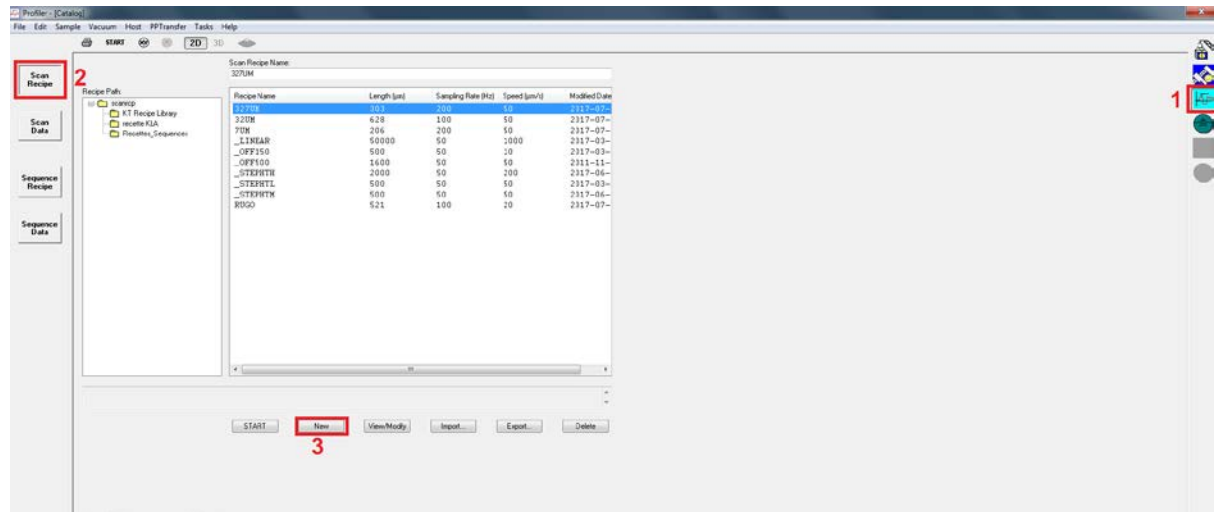 Profiler - [Catalog]
File Edit Sample Vacuum Host PPTransfer Tasks Help
START 2D 3D
Scan Recipe
2
Scan Data
Sequence Recipe
Sequence Data
Recipe Path:
scanrcp
KT Recipe Library
recette KLA
Recettes_Sequences
Scan Recipe Name:
327UM
Recipe Name Length (µm) Sampling Rate (Hz) Speed (µm/s) Modified Date
327UM 303 200 50 2317-07-
32UM 628 100 50 2317-07-
7UM 206 200 50 2317-07-
_LINEAR 50000 50 1000 2317-03-
_OFF150 500 50 20 2317-03-
_OFF500 1600 50 50 2311-11-
_STEPHTH 2000 50 200 2317-06-
_STEPHTL 500 50 50 2317-03-
_STEPHTM 500 50 50 2317-06-
RUGO 521 100 20 2317-07-
START New View/Modify Import... Export... Delete
3
1